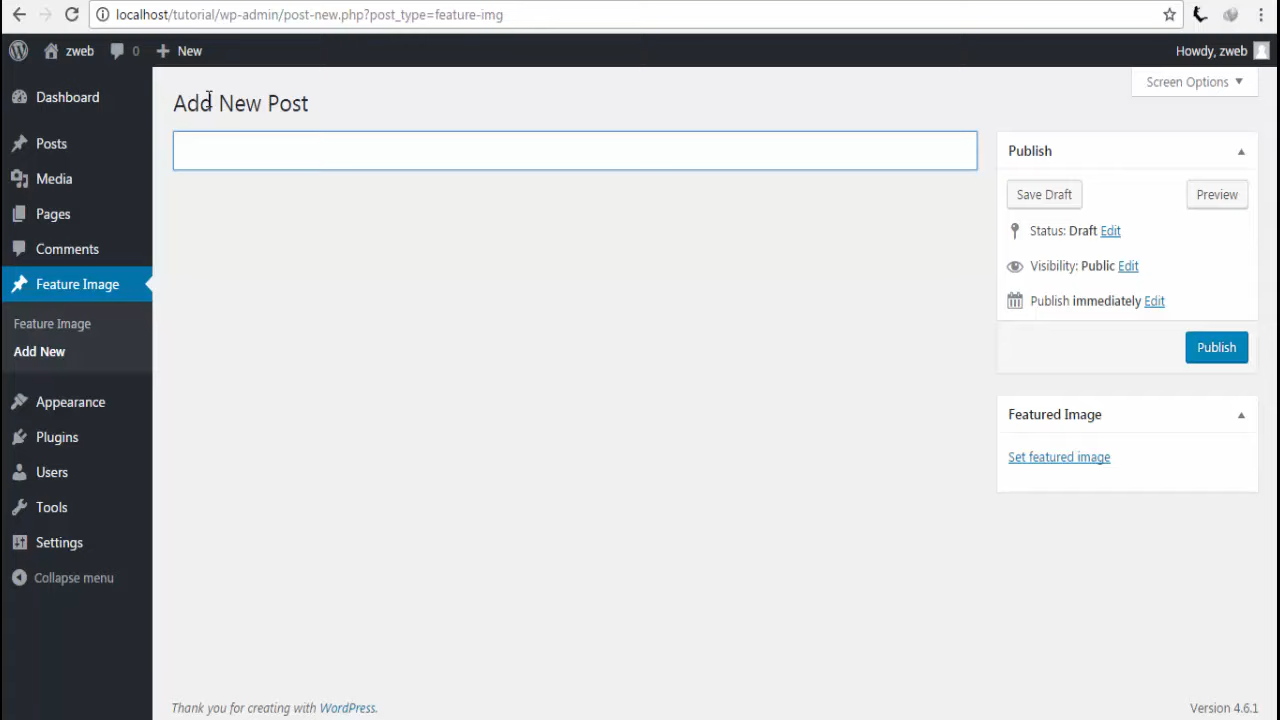 localhost/tutorial/wp-admin/post-new.php?post_type=feature-img
zweb 0 New Howdy, zweb
Screen Options
Add New Post
Dashboard
Posts
Media
Pages
Comments
Feature Image
Feature Image
Add New
Appearance
Plugins
Users
Tools
Settings
Collapse menu
Publish
Save Draft Preview
Status: Draft Edit
Visibility: Public Edit
Publish immediately Edit
Publish
Featured Image
Set featured image
Thank you for creating with WordPress. Version 4.6.1